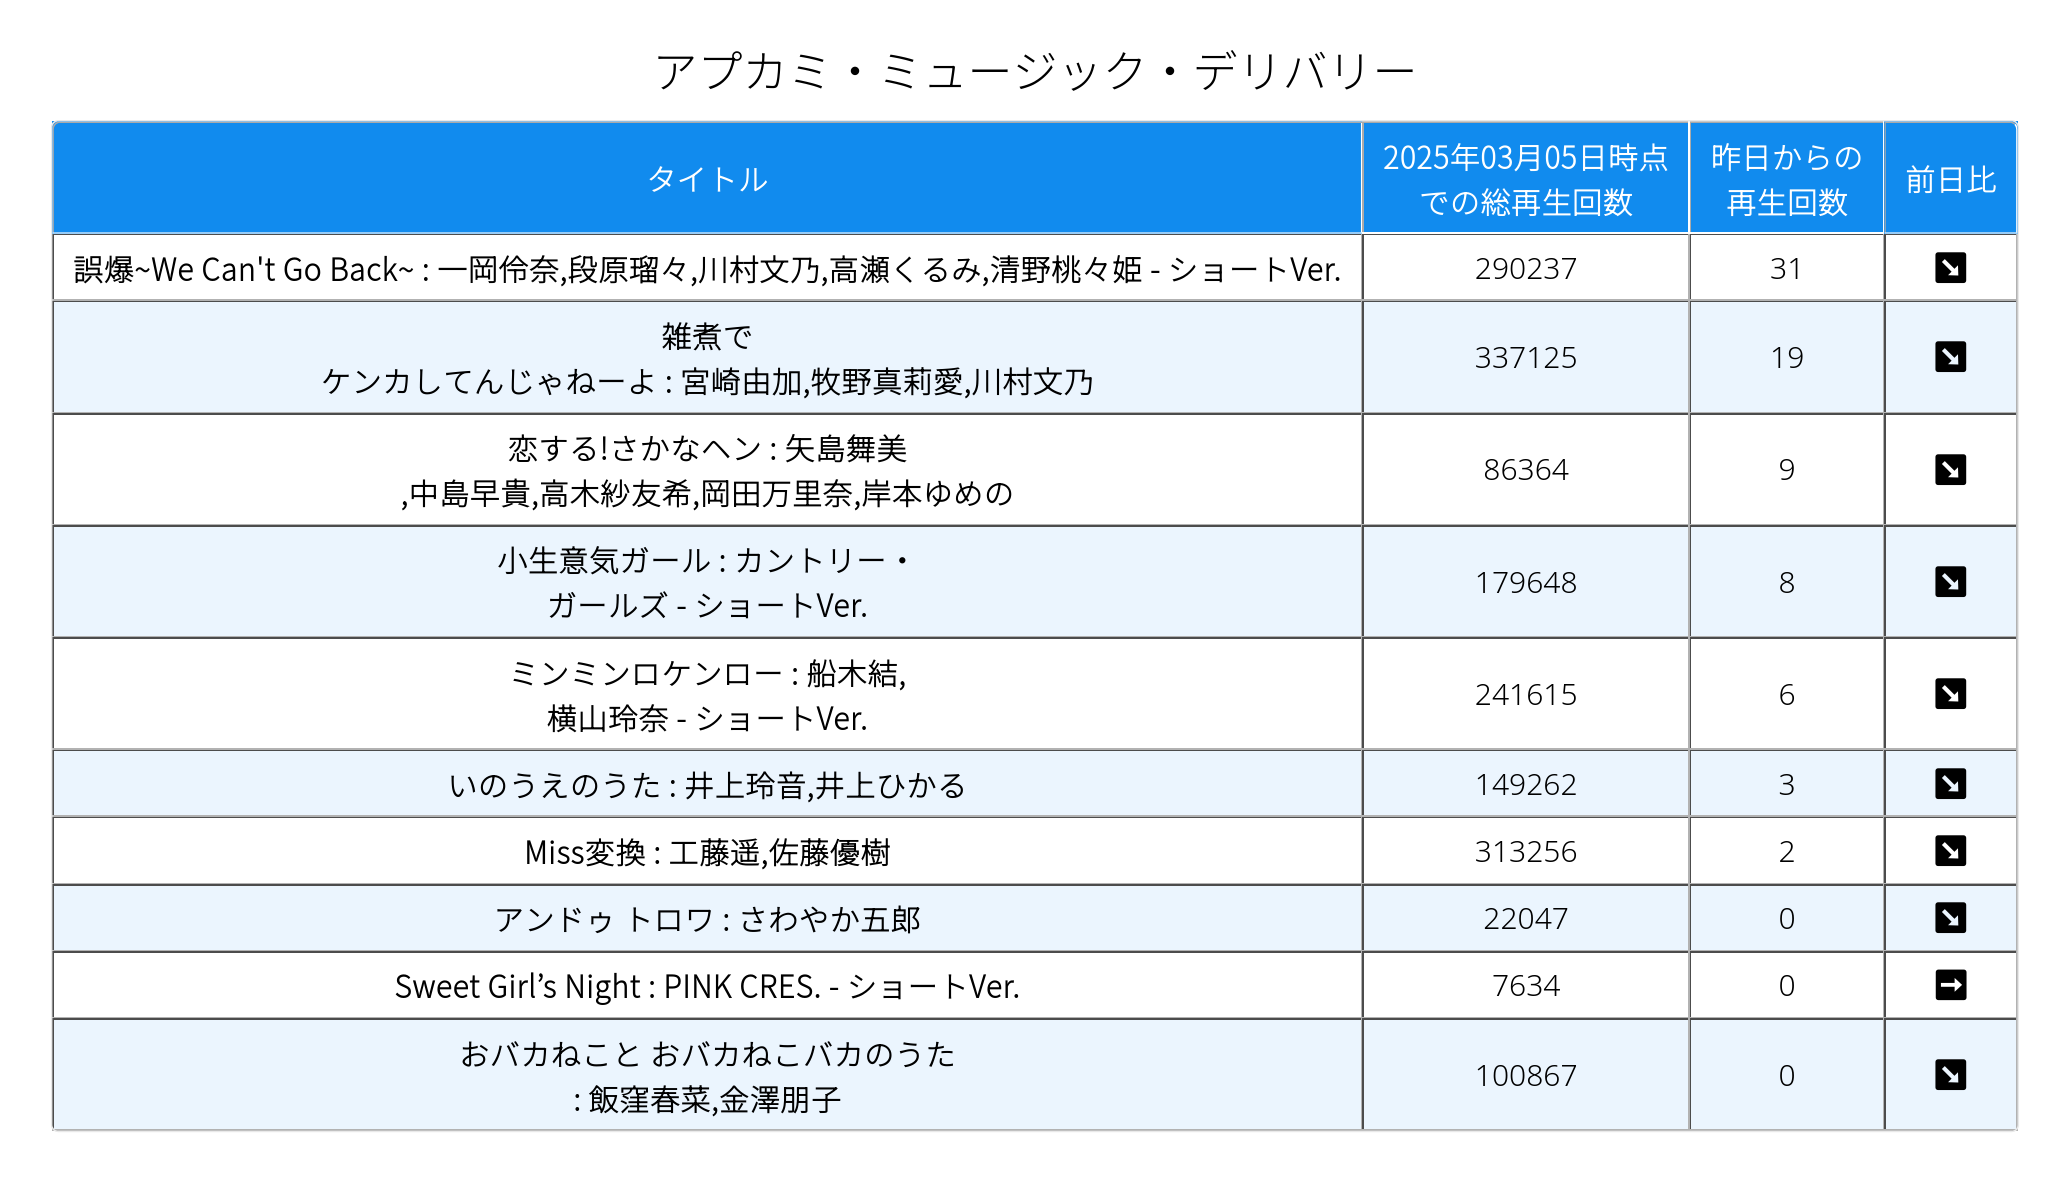 アプカミ・ミュージック・デリバリー
タイトル
2025年03月05日時点
での総再生回数
昨日からの
再生回数
前日比
誤爆~We Can't Go Back~ : 一岡伶奈,段原瑠々,川村文乃,高瀬くるみ,清野桃々姫 - ショートVer.
290237
31
雑煮で
ケンカしてんじゃねーよ : 宮崎由加,牧野真莉愛,川村文乃
337125
19
恋する!さかなヘン : 矢島舞美
,中島早貴,高木紗友希,岡田万里奈,岸本ゆめの
86364
9
小生意気ガール : カントリー・
ガールズ - ショートVer.
179648
8
ミンミンロケンロー : 船木結,
横山玲奈 - ショートVer.
241615
6
いのうえのうた : 井上玲音,井上ひかる
149262
3
Miss変換 : 工藤遥,佐藤優樹
313256
2
アンドゥ トロワ : さわやか五郎
22047
0
Sweet Girl’s Night : PINK CRES. - ショートVer.
7634
0
おバカねこと おバカねこバカのうた
: 飯窪春菜,金澤朋子
100867
0